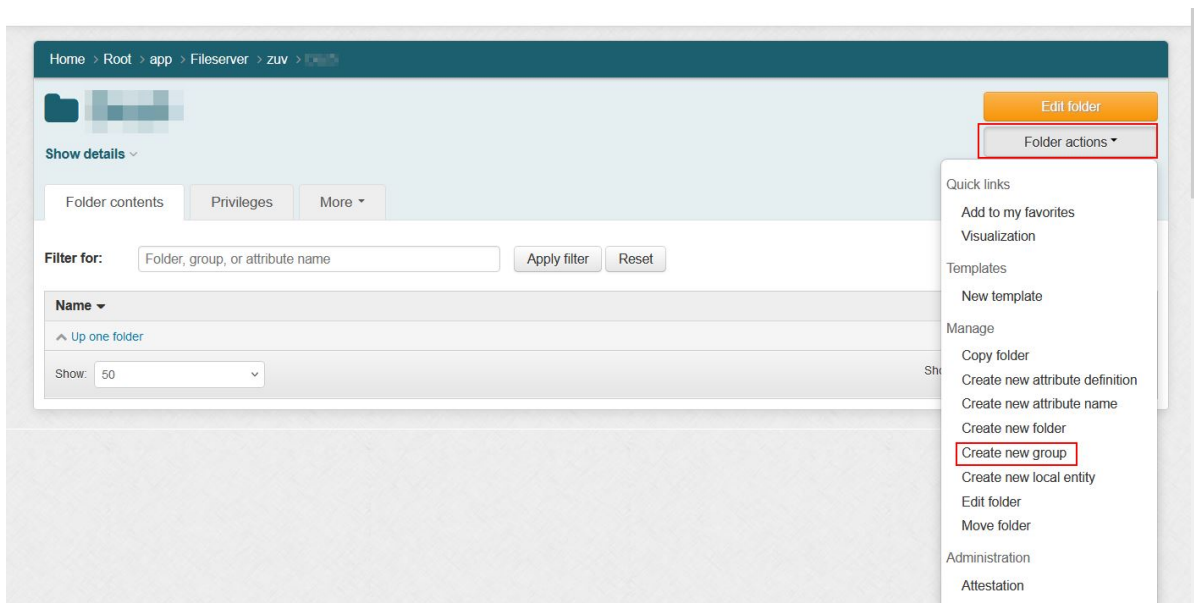 Home > Root > app > Fileserver > zuv >
Edit folder
Folder actions
Show details
Folder contents Privileges More
Quick links
Add to my favorites
Visualization
Filter for: Folder, group, or attribute name Apply filter Reset
Templates
New template
Name
Up one folder
Manage
Show: 50
Copy folder
Create new attribute definition
Create new attribute name
Create new folder
Create new group
Create new local entity
Edit folder
Move folder
Administration
Attestation